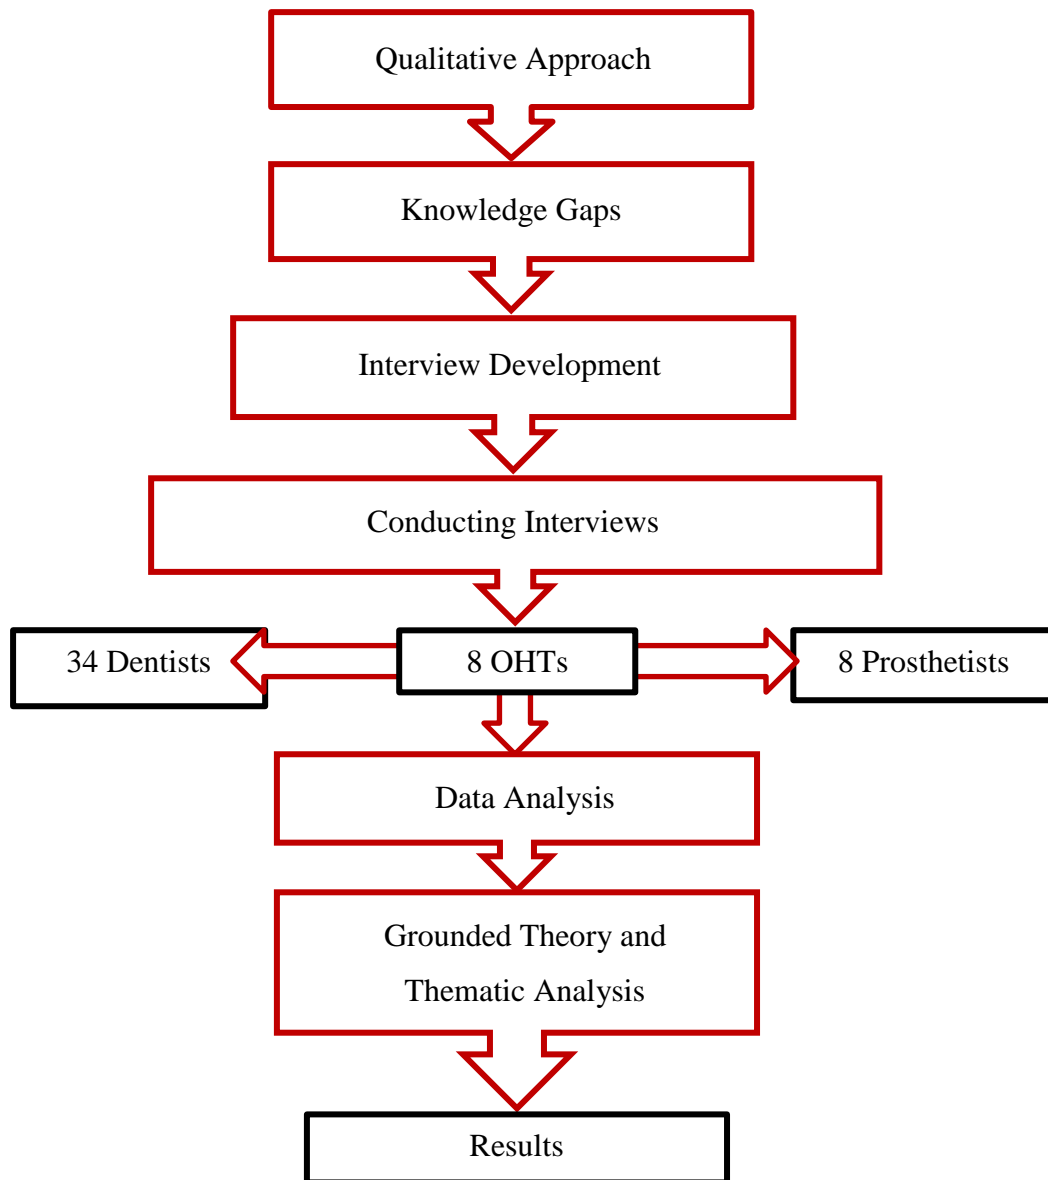 Qualitative Approach
Knowledge Gaps
Interview Development
Conducting Interviews
34 Dentists
8 OHTs
8 Prosthetists
Data Analysis
Grounded Theory and
Thematic Analysis
Results